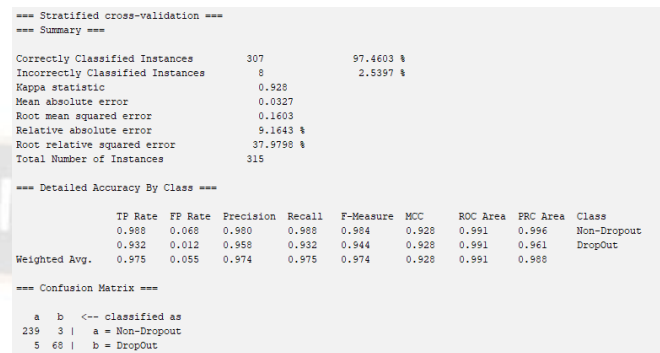 === Stratified cross-validation ===
=== Summary ===
Correctly Classified Instances 307 97.4603 %
Incorrectly Classified Instances 8 2.5397 %
Kappa statistic 0.928
Mean absolute error 0.0327
Root mean squared error 0.1603
Relative absolute error 9.1643 %
Root relative squared error 37.9798 %
Total Number of Instances 315
=== Detailed Accuracy By Class ===
TP Rate FP Rate Precision Recall F-Measure MCC ROC Area PRC Area Class
0.988 0.068 0.980 0.988 0.984 0.928 0.991 0.996 Non-Dropout
0.932 0.012 0.958 0.932 0.944 0.928 0.991 0.961 DropOut
Weighted Avg. 0.975 0.055 0.974 0.975 0.974 0.928 0.991 0.988
=== Confusion Matrix ===
a b <-- classified as
239 3 | a = Non-Dropout
5 68 | b = DropOut